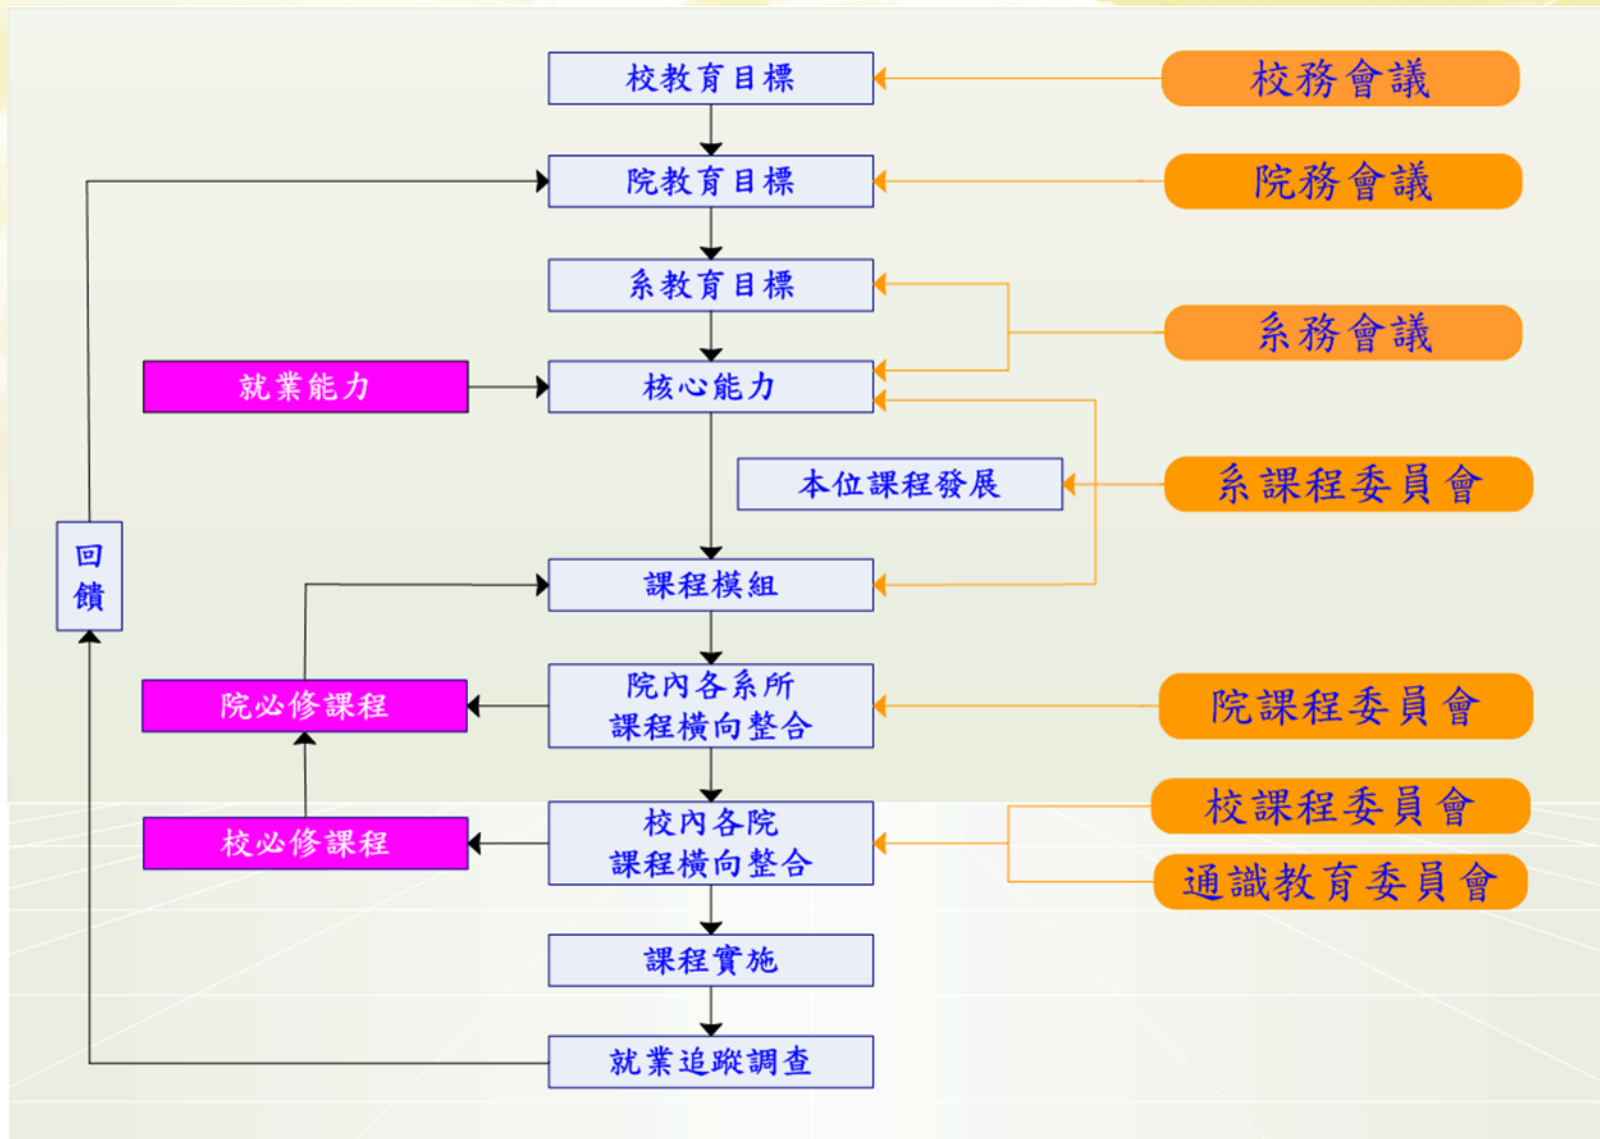 校教育目標
校務會議
院教育目標
院務會議
系教育目標
系務會議
就業能力
核心能力
本位課程發展
系課程委員會
回
饋
課程模組
院必修課程
院內各系所
課程橫向整合
院課程委員會
校必修課程
校內各院
課程橫向整合
校課程委員會
通識教育委員會
課程實施
就業追蹤調查